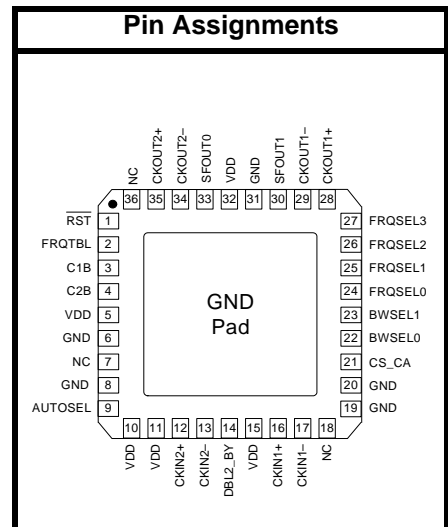 Pin Assignments
NC
CKOUT2+
CKOUT2–
SFOUT0
VDD
GND
SFOUT1
CKOUT1–
CKOUT1+
36 35 34 33 32 31 30 29 28
RST 1
FRQTBL 2
C1B 3
C2B 4
VDD 5
GND 6
NC 7
GND 8
AUTOSEL 9
GND
Pad
27 FRQSEL3
26 FRQSEL2
25 FRQSEL1
24 FRQSEL0
23 BWSEL1
22 BWSEL0
21 CS_CA
20 GND
19 GND
10 11 12 13 14 15 16 17 18
VDD
VDD
CKIN2+
CKIN2–
DBL2_BY
VDD
CKIN1+
CKIN1–
NC